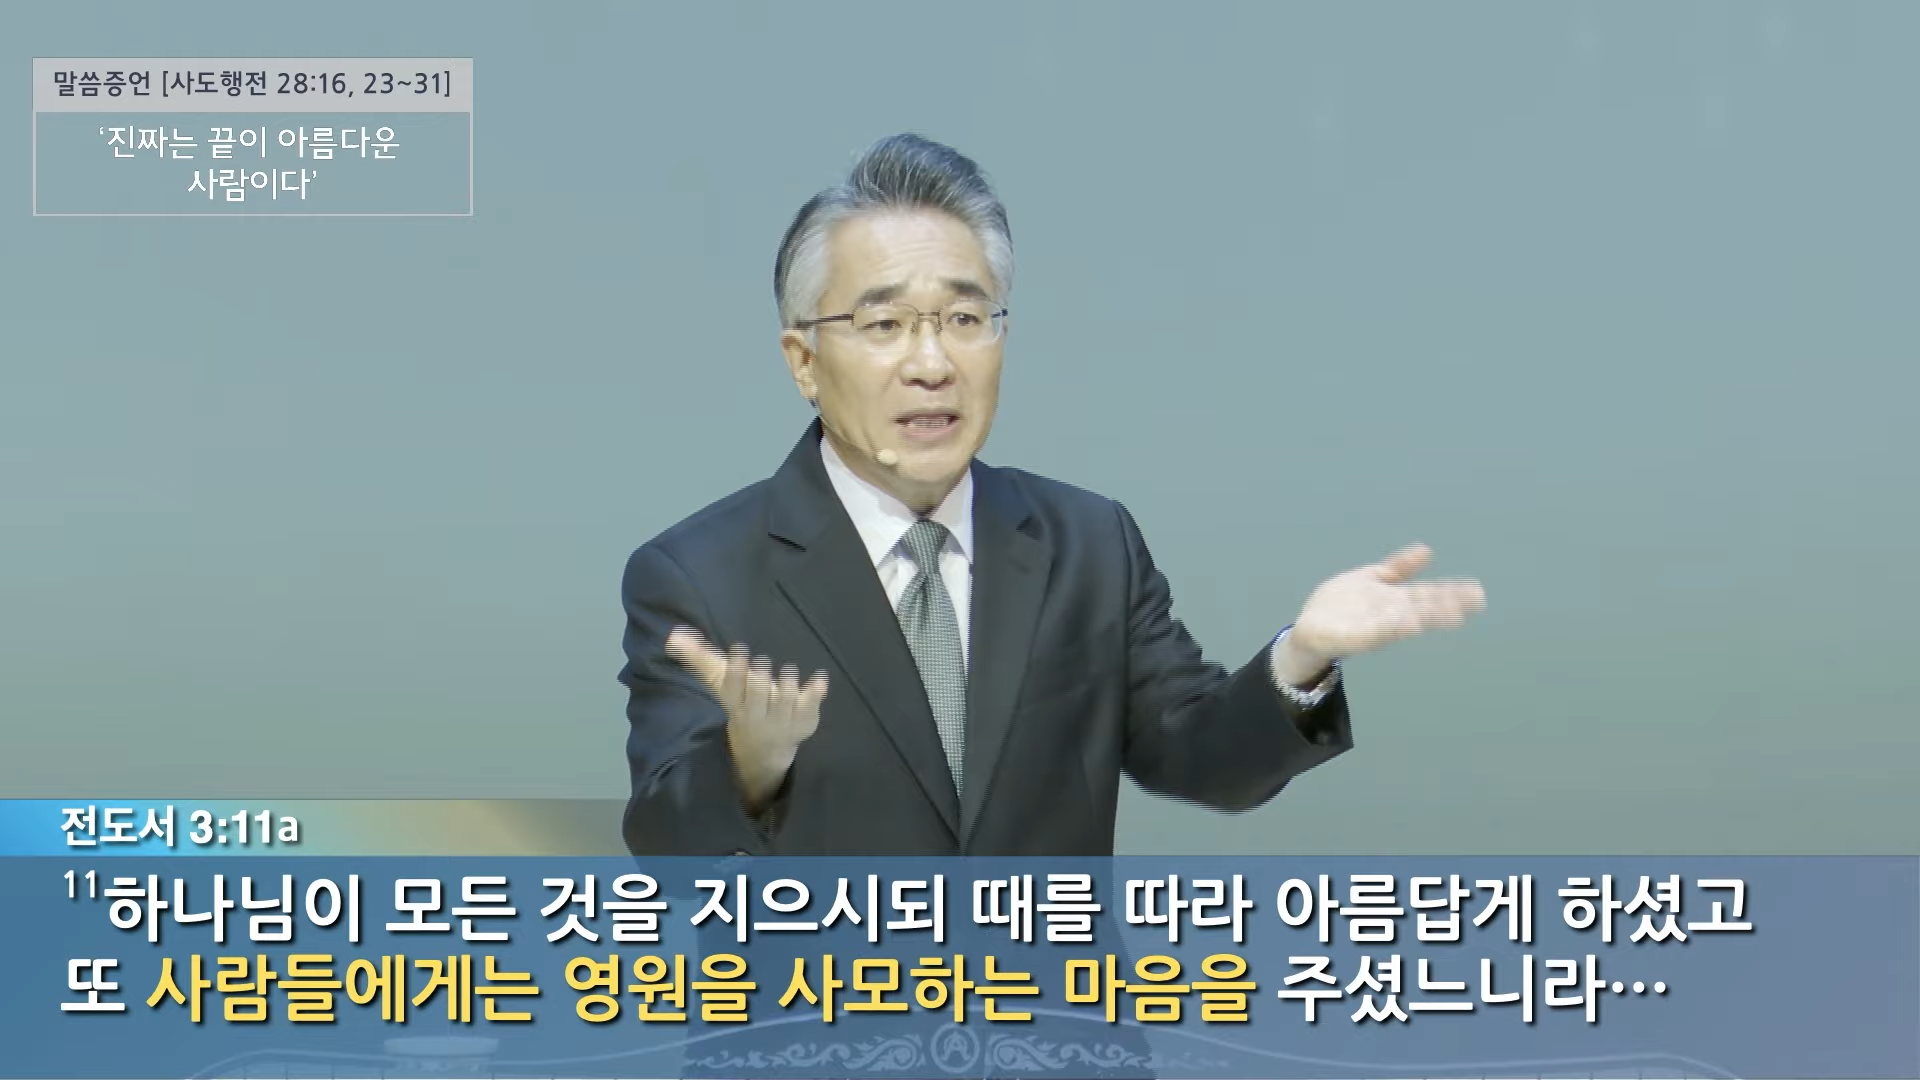 말씀증언 [사도행전 28:16, 23~31]
‘진짜는 끝이 아름다운
사람이다’
전도서 3:11a
11하나님이 모든 것을 지으시되 때를 따라 아름답게 하셨고
또 사람들에게는 영원을 사모하는 마음을 주셨느니라…